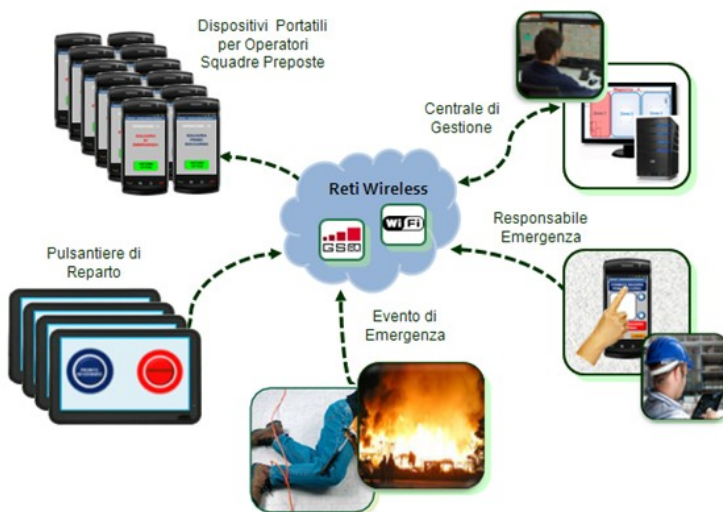 Dispositivi Portatili
per Operatori
Squadre Preposte
Centrale di
Gestione
Reti Wireless
GSM
Wi Fi
Responsabile
Emergenza
Pulsantiere di
Reparto
Evento di
Emergenza